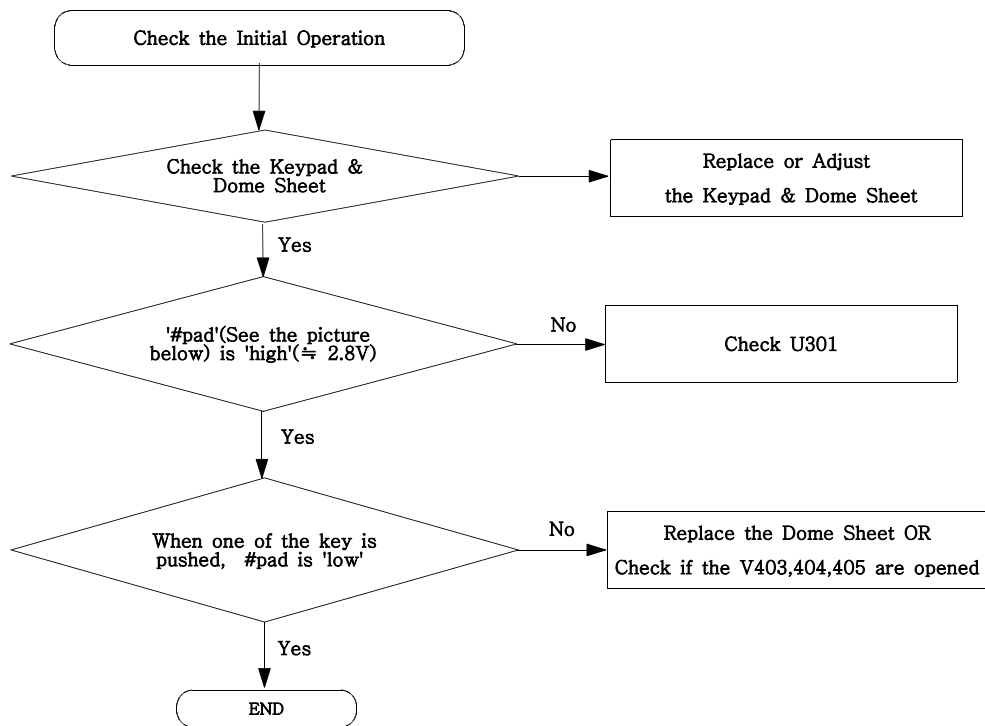 Check the Initial Operation
Check the Keypad &
Dome Sheet
Replace or Adjust
the Keypad & Dome Sheet
Yes
'#pad'(See the picture
below) is 'high'(≒ 2.8V)
No
Check U301
Yes
When one of the key is
pushed, #pad is 'low'
No
Replace the Dome Sheet OR
Check if the V403,404,405 are opened
Yes
END